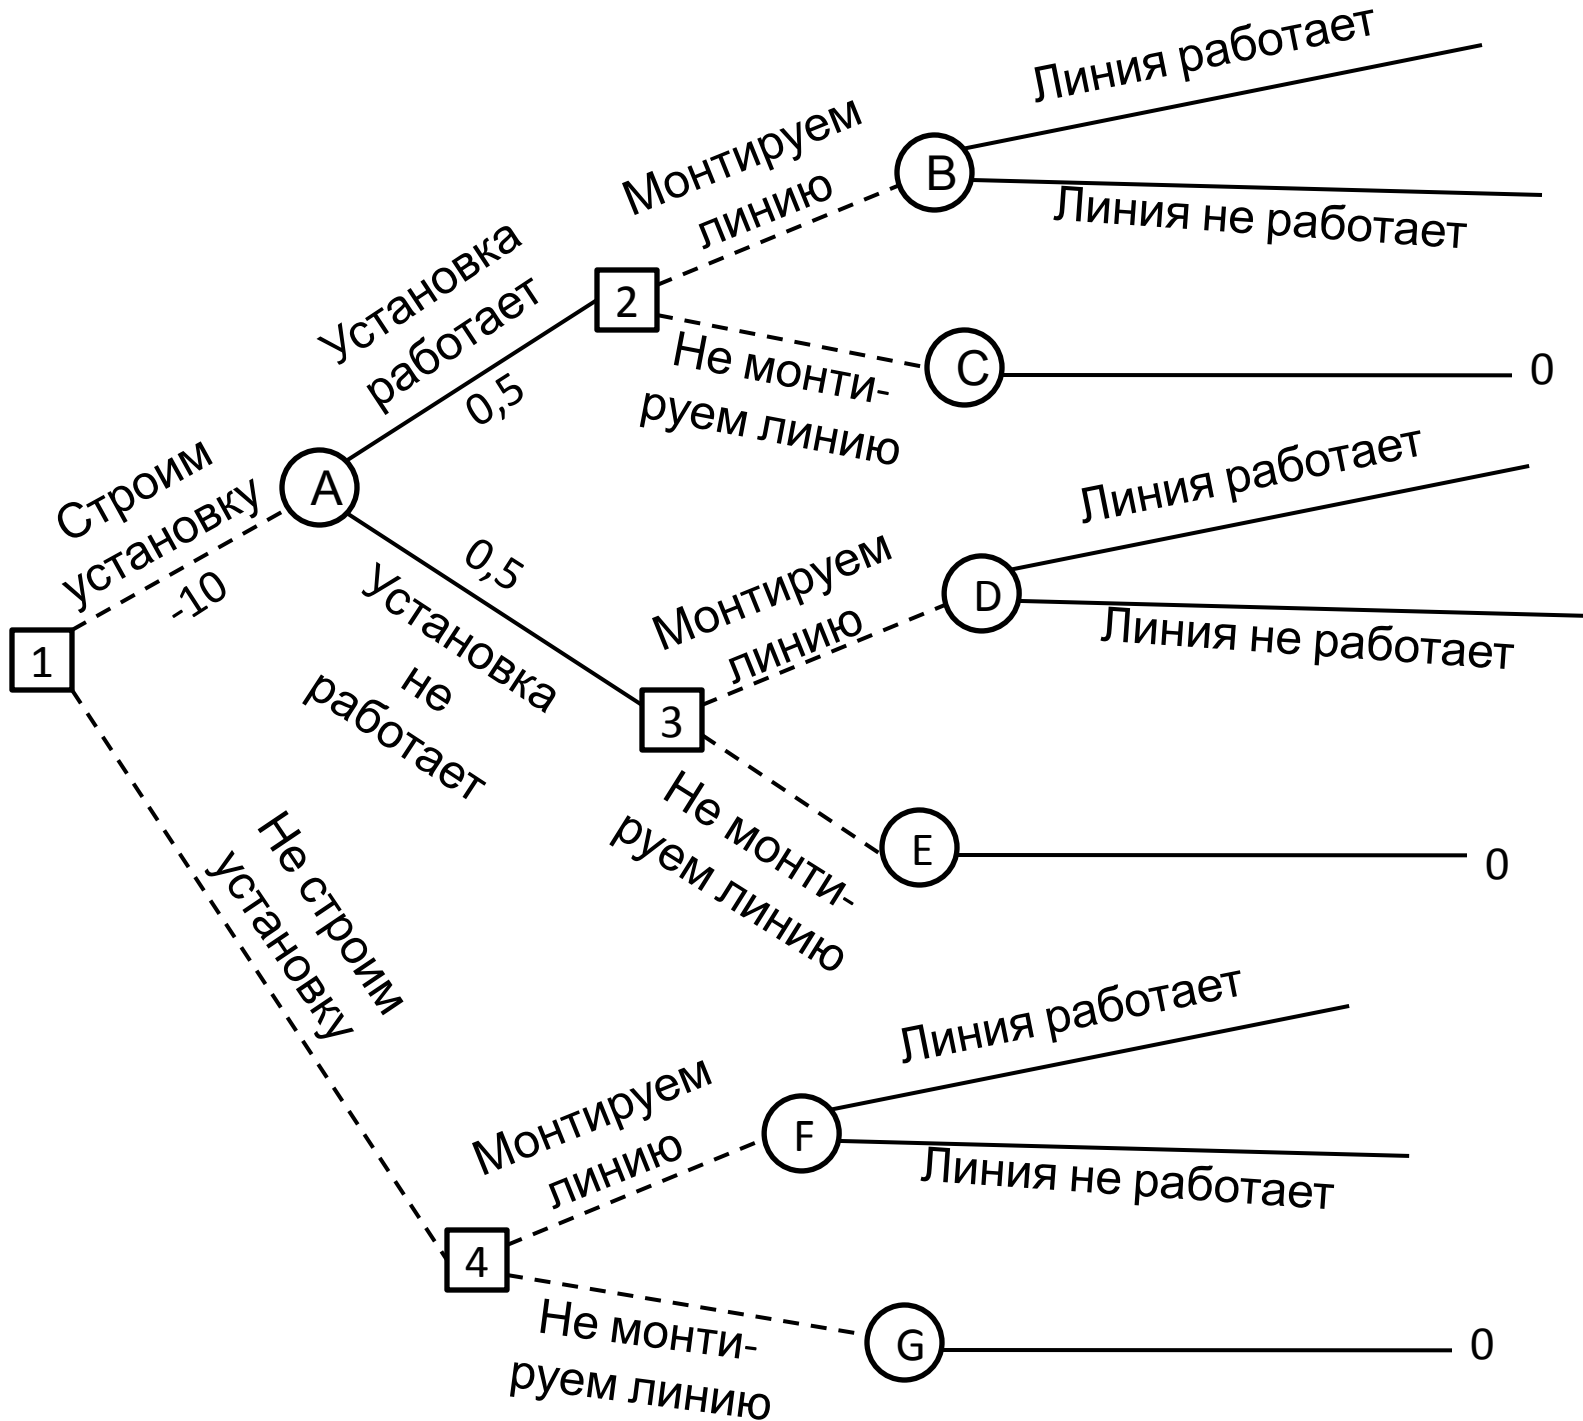 Линия работает
Монтируем
линию
B
Линия не работает
Установка
работает
0,5
2
Не монти-
руем линию
C
0
Строим
установку
-10
A
Линия работает
0,5
Установка
не
работает
Монтируем
линию
D
Линия не работает
1
3
Не монти-
руем линию
E
0
Не строим
установку
Линия работает
Монтируем
линию
F
Линия не работает
4
Не монти-
руем линию
G
0